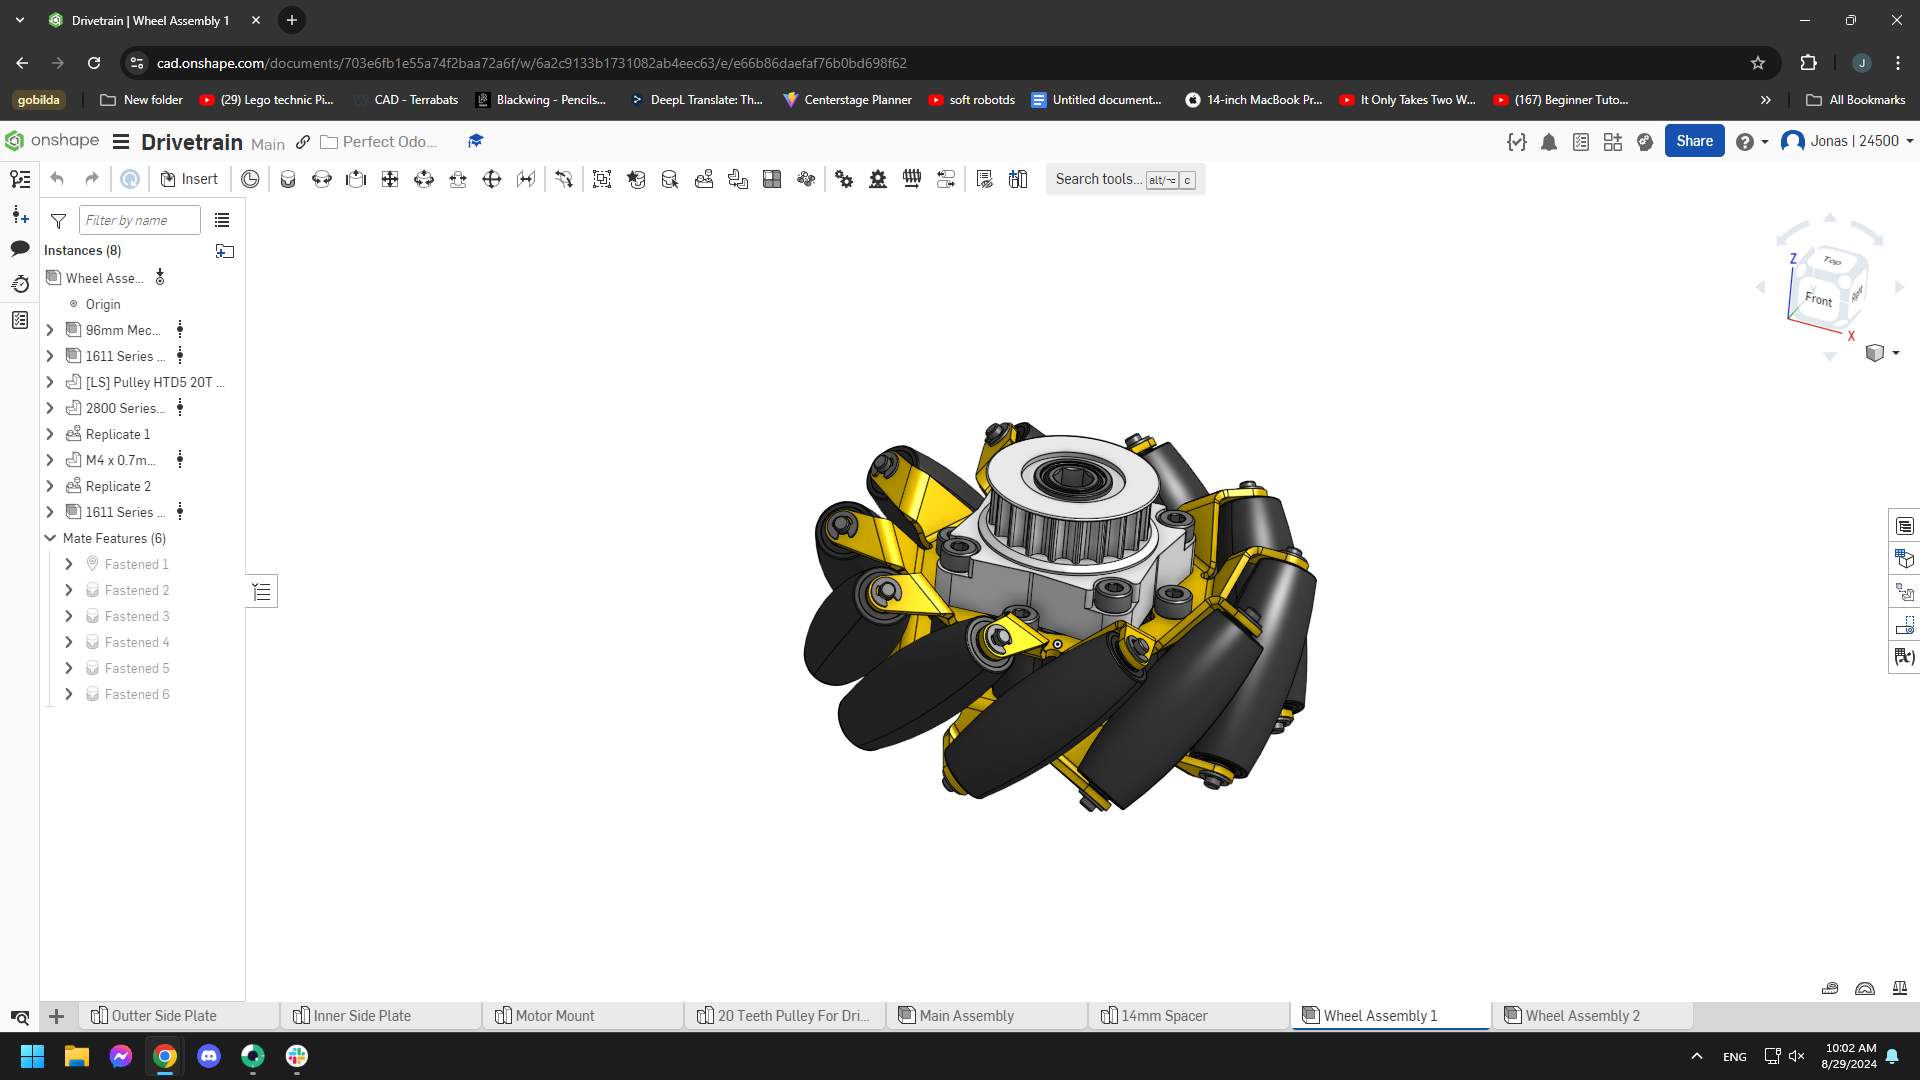 Drivetrain | Wheel Assembly 1
cad.onshape.com/documents/703e6fb1e55a74f2baa72a6f/w/6a2c9133b1731082ab4eec63/e/e66b86daefaf76b0bd698f62
J
gobilda New folder (29) Lego technic Pi... CAD - Terrabats Blackwing - Pencils... DeepL Translate: Th... Centerstage Planner soft robotds Untitled document... 14-inch MacBook Pr... It Only Takes Two W... (167) Beginner Tuto... All Bookmarks
onshape Drivetrain Main Perfect Odo... Share Jonas | 24500
Insert Search tools... alt/⌥ c
Filter by name
Instances (8)
Wheel Asse...
Origin
96mm Mec...
1611 Series ...
[LS] Pulley HTD5 20T ...
2800 Series...
Replicate 1
M4 x 0.7m...
Replicate 2
1611 Series ...
Mate Features (6)
Fastened 1
Fastened 2
Fastened 3
Fastened 4
Fastened 5
Fastened 6
Z
Top
Y
Front
Right
X
Outter Side Plate Inner Side Plate Motor Mount 20 Teeth Pulley For Dri... Main Assembly 14mm Spacer Wheel Assembly 1 Wheel Assembly 2
ENG
10:02 AM
8/29/2024